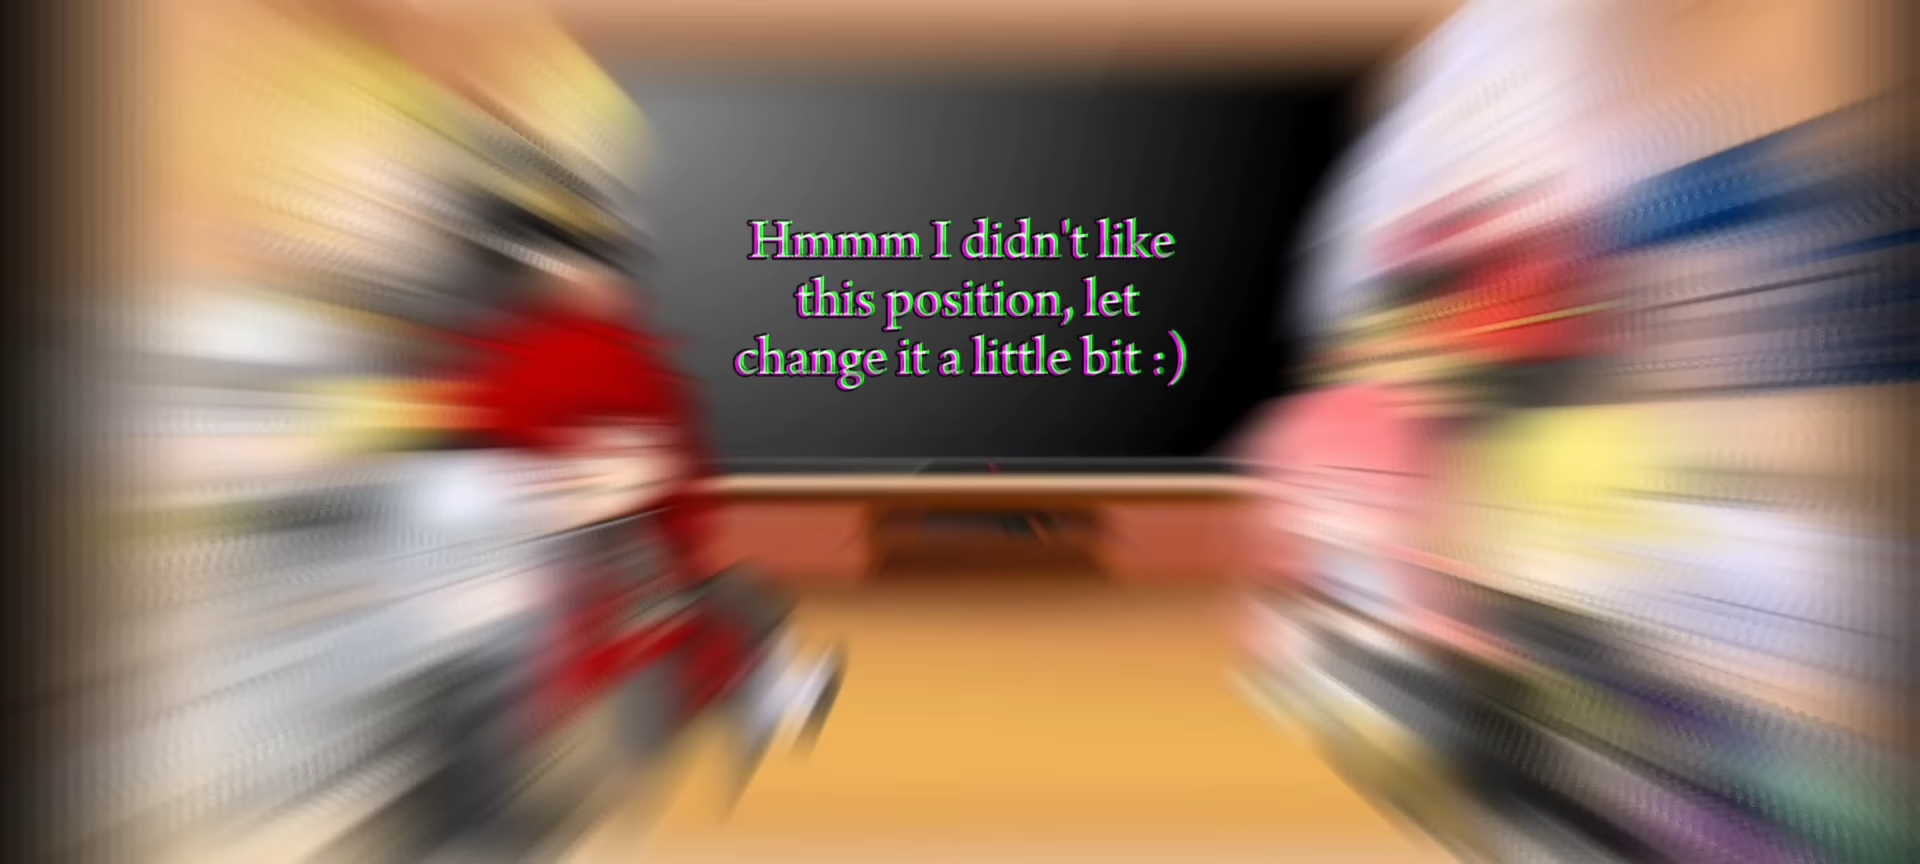 Hmmm I didn't like
this position, let
change it a little bit :)